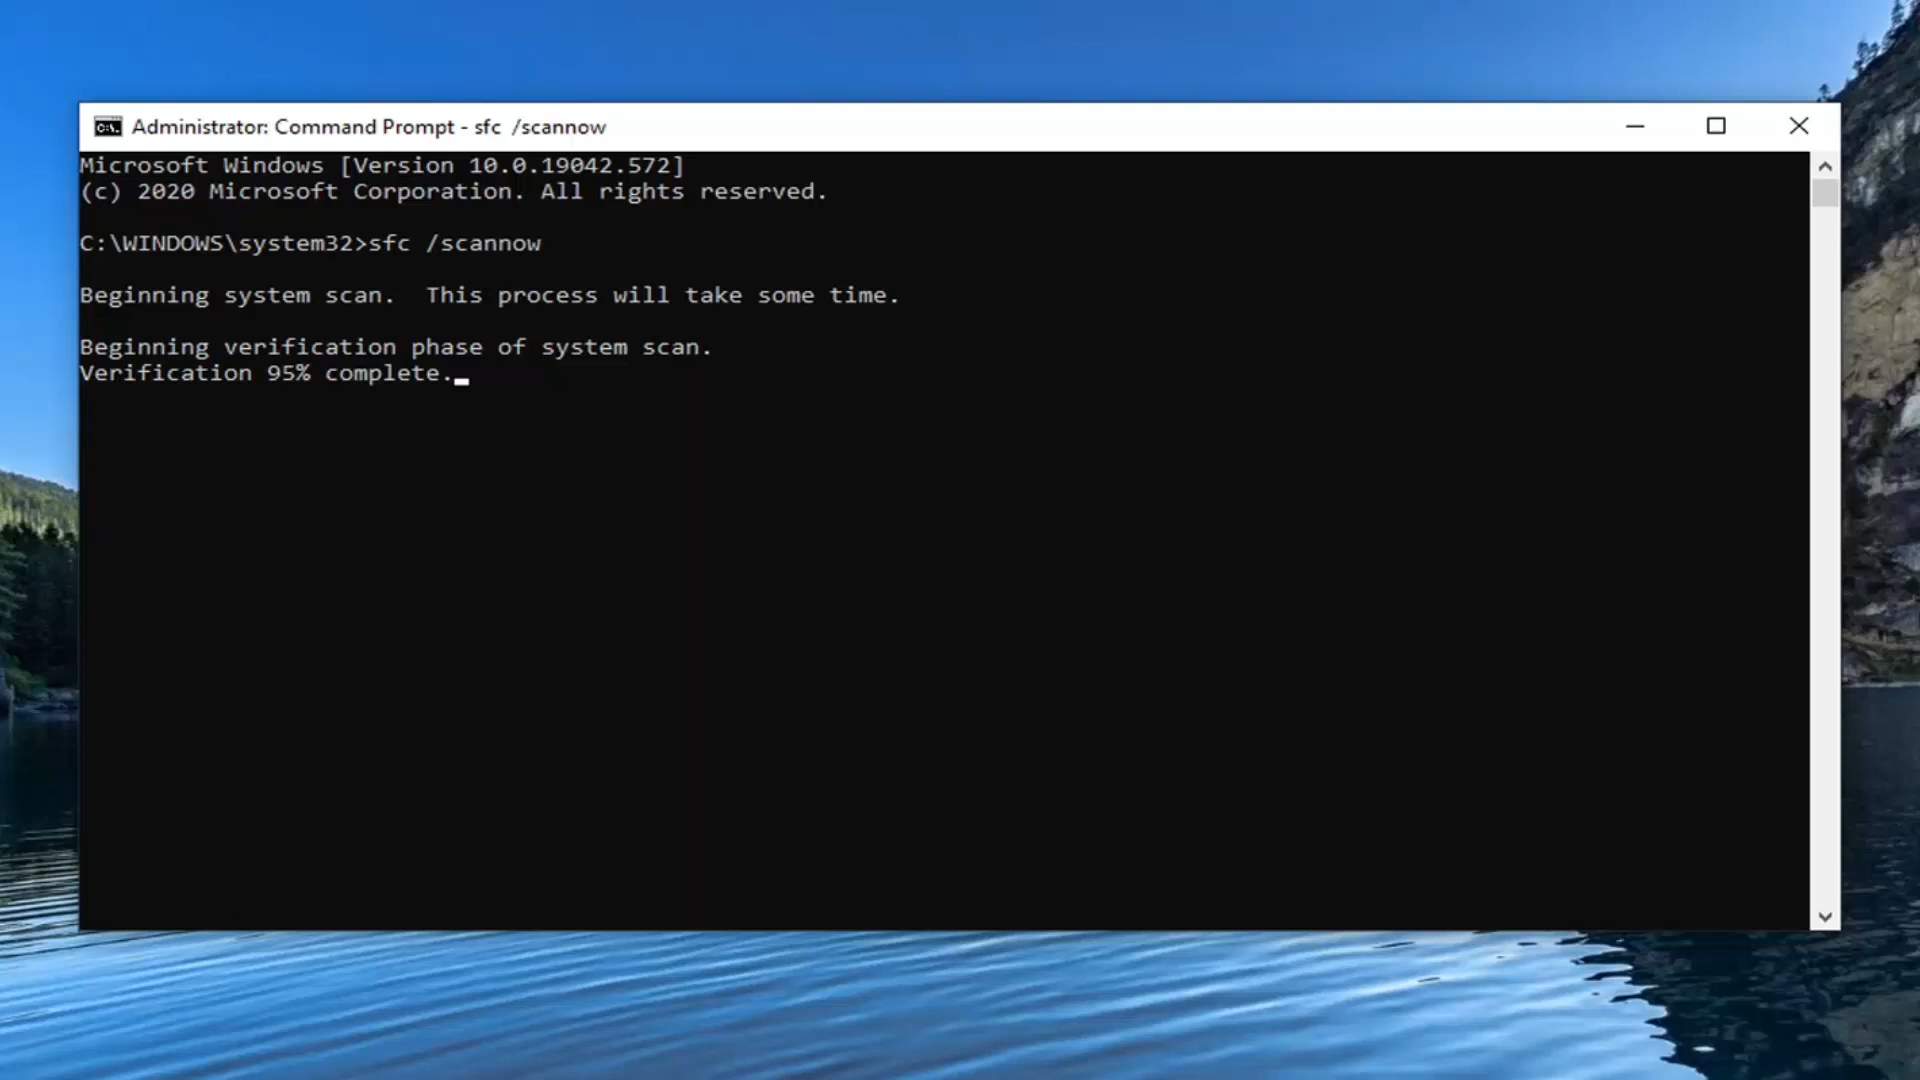 Administrator: Command Prompt - sfc  /scannow
Microsoft Windows [Version 10.0.19042.572]
(c) 2020 Microsoft Corporation. All rights reserved.
C:\WINDOWS\system32>sfc /scannow
Beginning system scan.  This process will take some time.
Beginning verification phase of system scan.
Verification 95% complete.